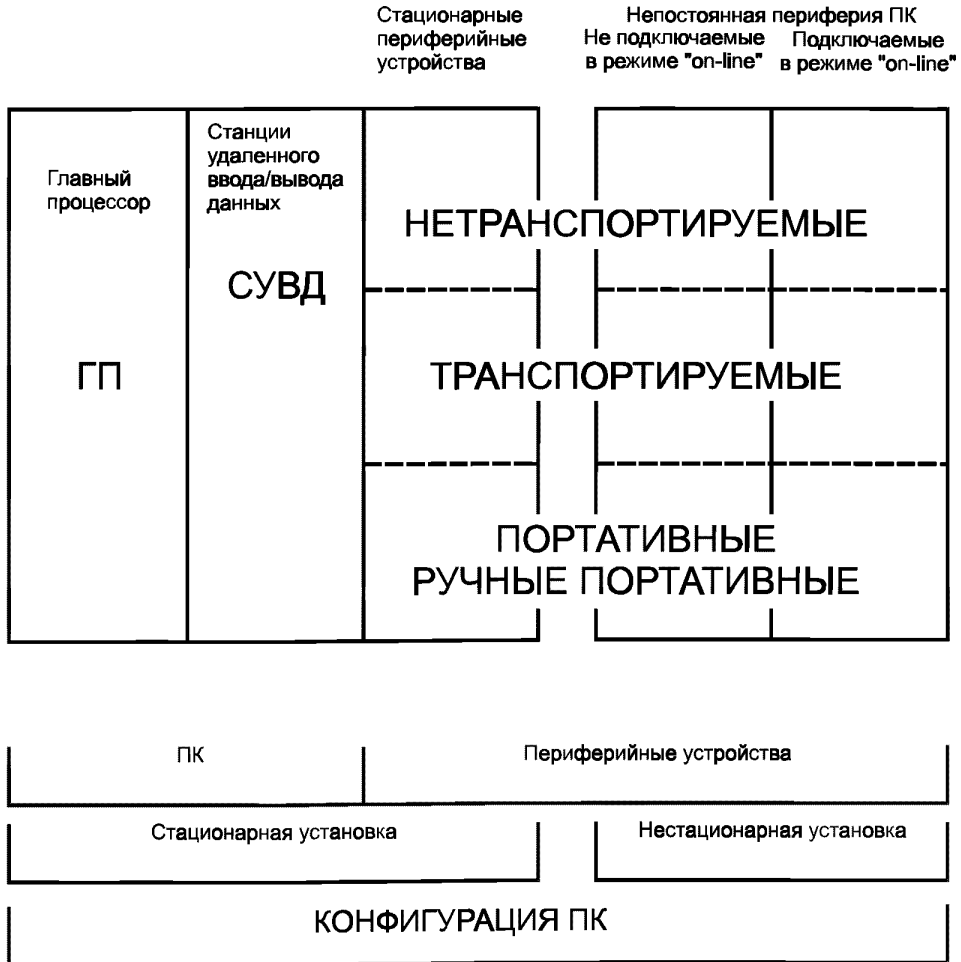 Стационарные
периферийные
устройства
Непостоянная периферия ПК
Не подключаемые
в режиме "on-line"
Подключаемые
в режиме "on-line"
Главный
процессор
ГП
Станции
удаленного
ввода/вывода
данных
СУВД
НЕТРАНСПОРТИРУЕМЫЕ
ТРАНСПОРТИРУЕМЫЕ
ПОРТАТИВНЫЕ
РУЧНЫЕ ПОРТАТИВНЫЕ
ПК
Периферийные устройства
Стационарная установка
Нестационарная установка
КОНФИГУРАЦИЯ ПК